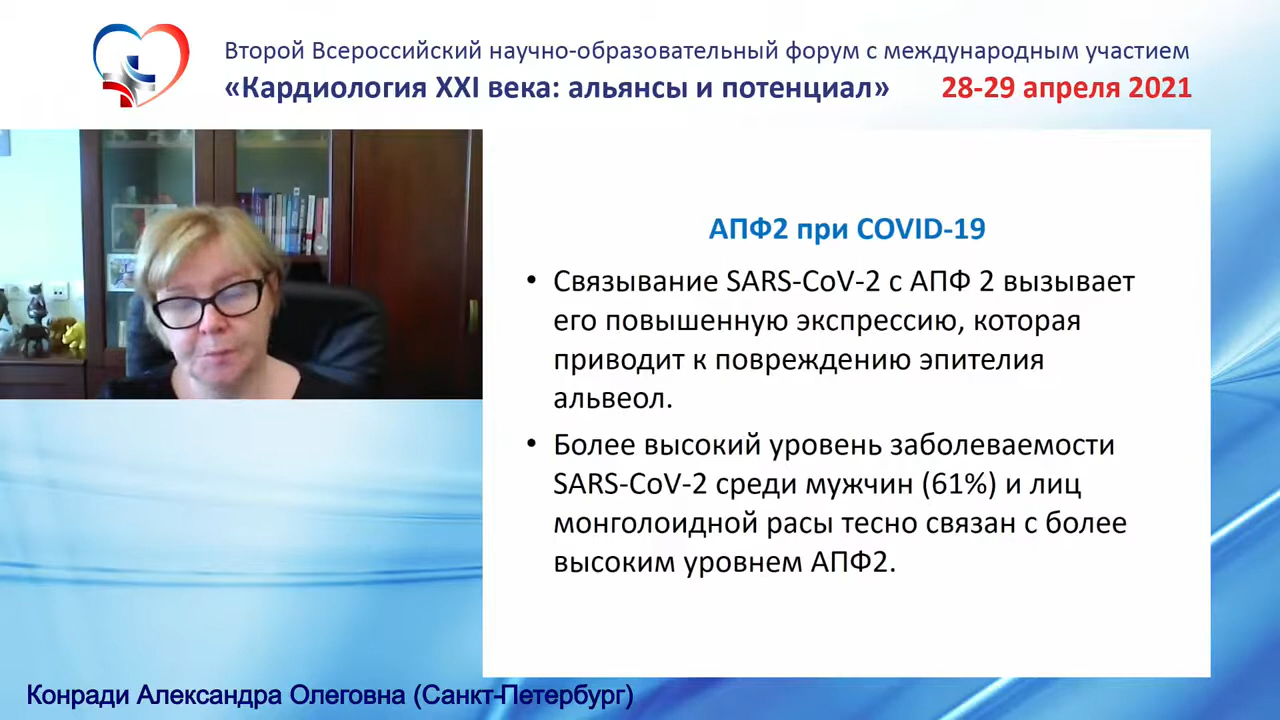 Второй Всероссийский научно-образовательный форум с международным участием
«Кардиология XXI века: альянсы и потенциал» 28-29 апреля 2021
АПФ2 при COVID-19
• Связывание SARS-CoV-2 с АПФ 2 вызывает
его повышенную экспрессию, которая
приводит к повреждению эпителия
альвеол.
• Более высокий уровень заболеваемости
SARS-CoV-2 среди мужчин (61%) и лиц
монголоидной расы тесно связан с более
высоким уровнем АПФ2.
Конради Александра Олеговна (Санкт-Петербург)